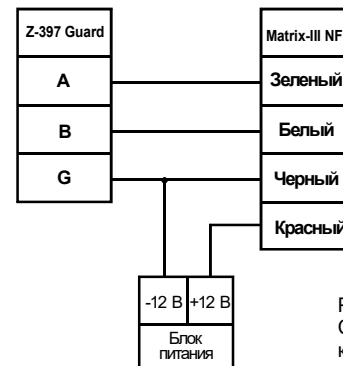 Z-397 Guard
A
B
G
Matrix-III NF
Зеленый
Белый
Черный
Красный
-12 В +12 В
Блок
питания